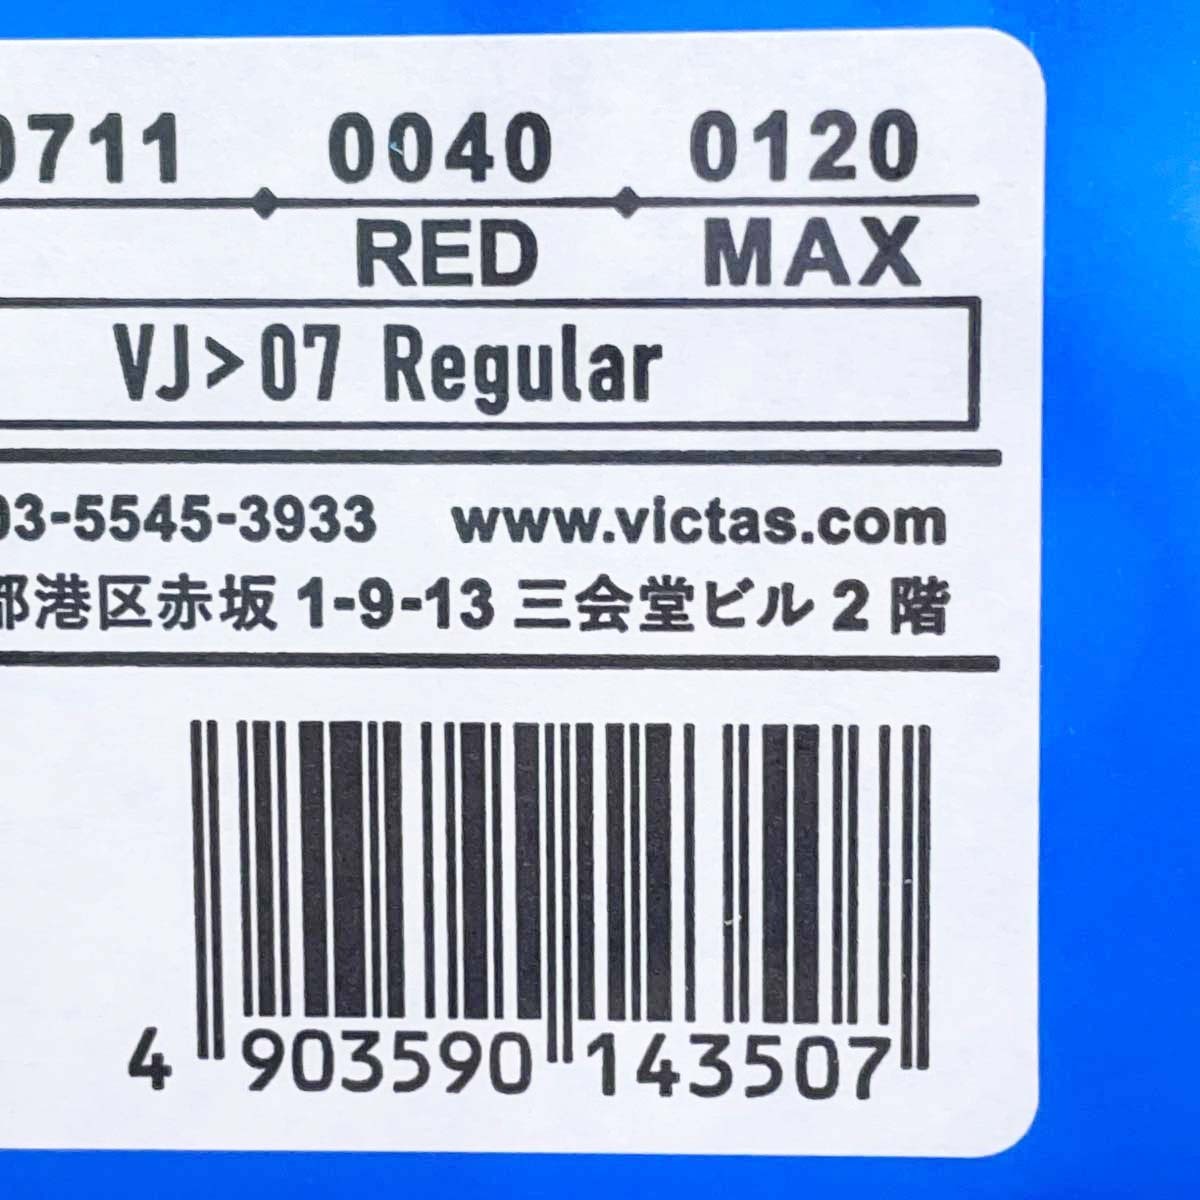 0711 0040 0120
RED MAX
VJ>07 Regular
03-5545-3933 www.victas.com
都港区赤坂 1-9-13 三会堂ビル 2 階
4 903590 143507